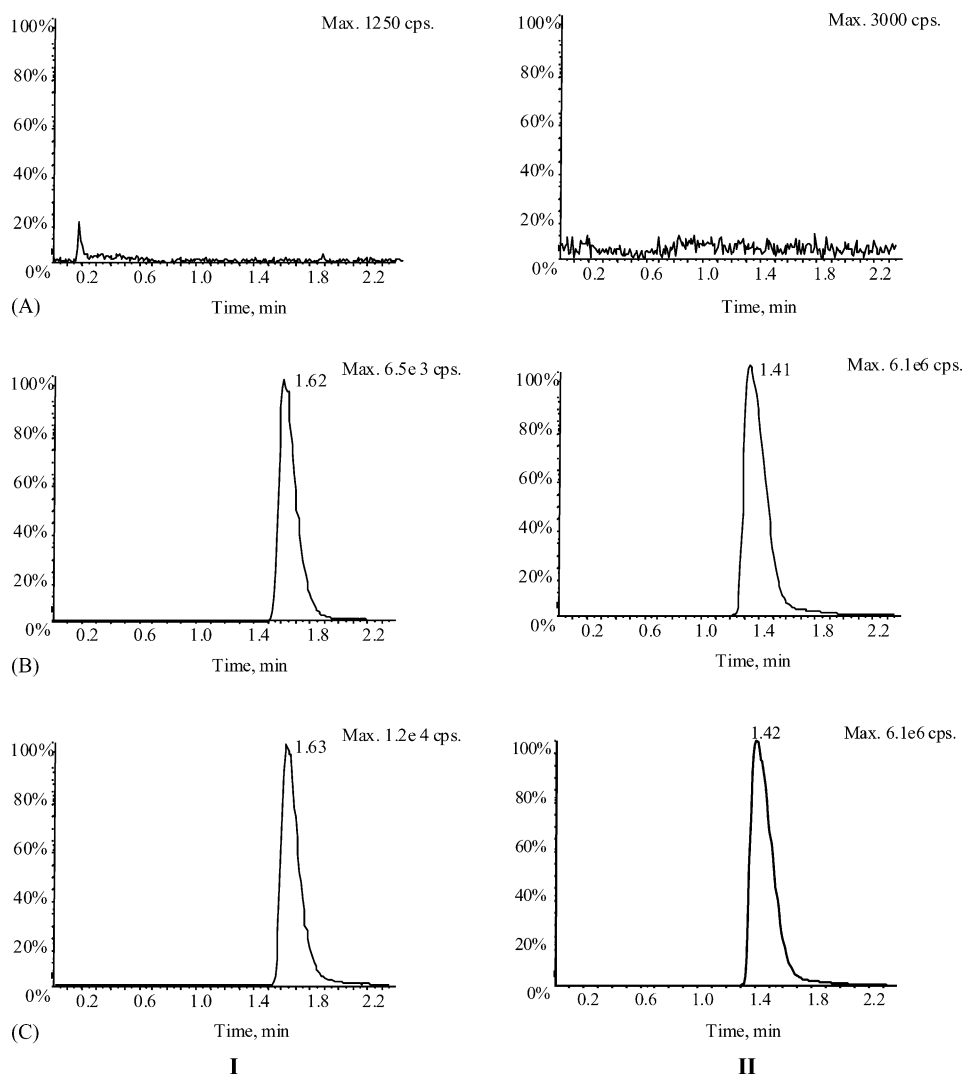 Max. 1250 cps.
100%
80%
60%
40%
20%
0%
0.2 0.6 1.0 1.4 1.8 2.2
Time, min
(A)
Max. 3000 cps.
100%
80%
60%
40%
20%
0%
0.2 0.6 1.0 1.4 1.8 2.2
Time, min
Max. 6.5e 3 cps.
1.62
100%
80%
60%
40%
20%
0%
0.2 0.6 1.0 1.4 1.8 2.2
Time, min
(B)
Max. 6.1e6 cps.
1.41
100%
80%
60%
40%
20%
0%
0.2 0.6 1.0 1.4 1.8 2.2
Time, min
Max. 1.2e 4 cps.
1.63
100%
80%
60%
40%
20%
0%
0.2 0.6 1.0 1.4 1.8 2.2
Time, min
(C)
I
Max. 6.1e6 cps.
1.42
100%
80%
60%
40%
20%
0%
0.2 0.6 1.0 1.4 1.8 2.2
Time, min
II